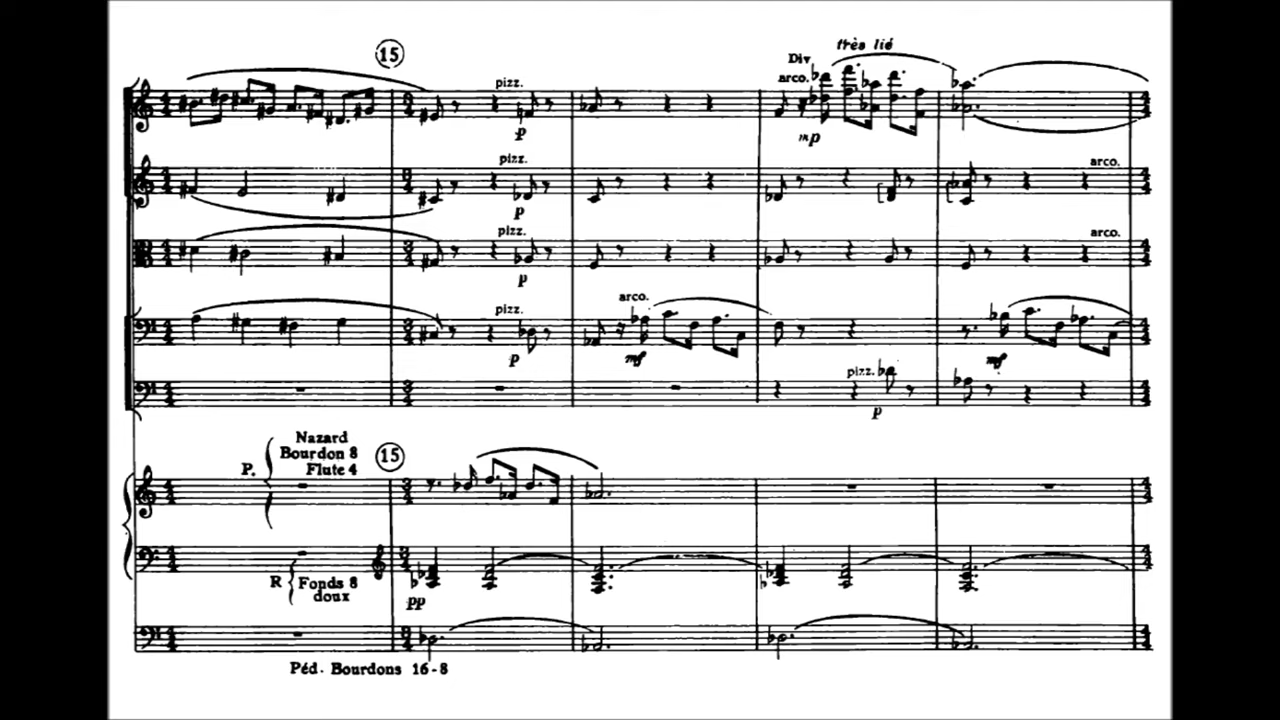 15
très lié
Div
arco.
pizz.
p
mp
pizz.
arco.
p
pizz.
arco.
p
pizz.
arco.
p
mf
mf
pizz.
p
Nazard
Bourdon 8
P. Flute 4
15
R Fonds 8
doux
pp
Péd. Bourdons 16-8